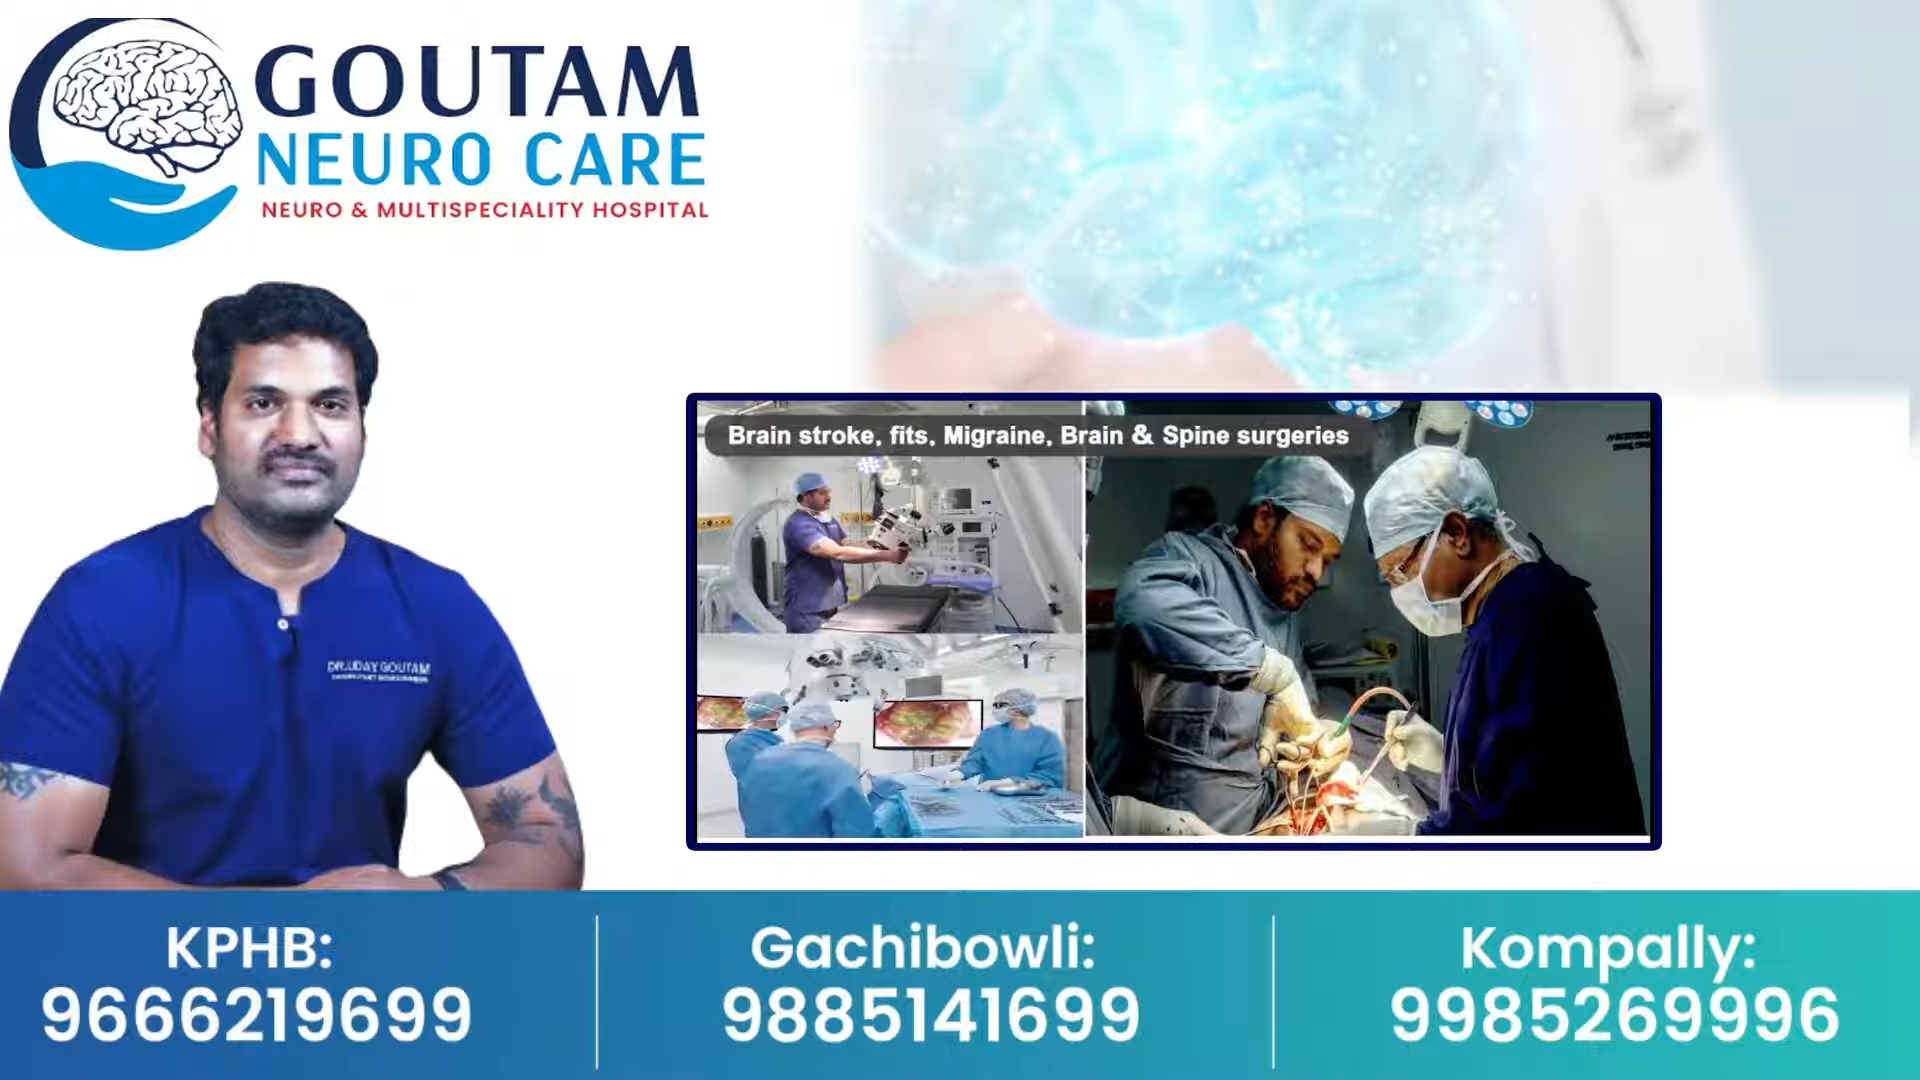 GOUTAM
NEURO CARE
NEURO & MULTISPECIALITY HOSPITAL
DR.UDAY GOUTAM
Brain stroke, fits, Migraine, Brain & Spine surgeries
KPHB:
9666219699
Gachibowli:
9885141699
Kompally:
9985269996